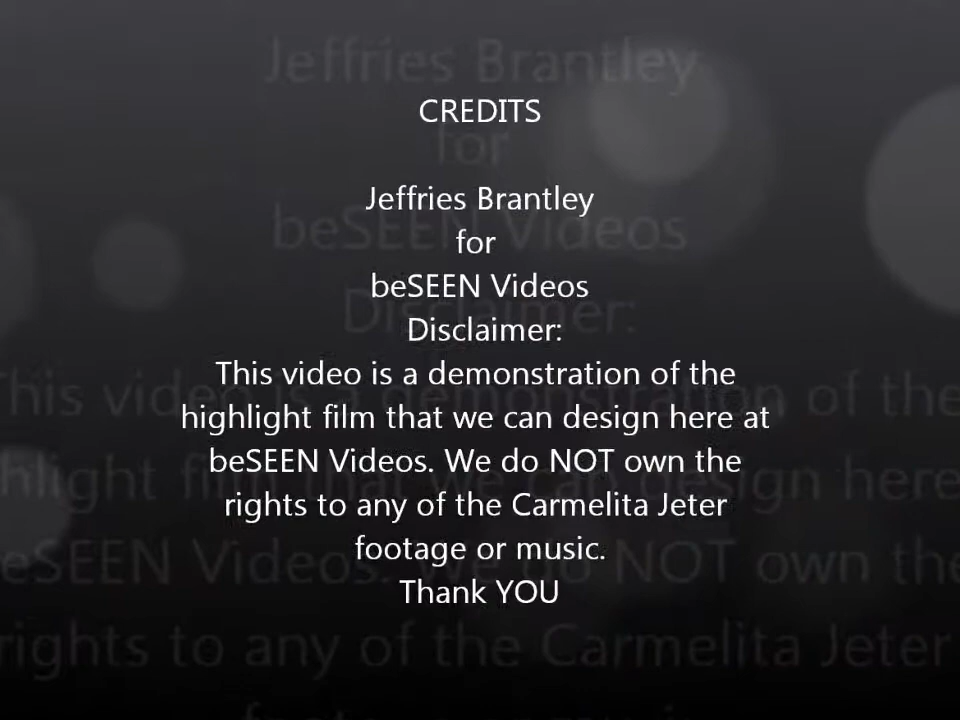 CREDITS
Jeffries Brantley
for
beSEEN Videos
Disclaimer:
This video is a demonstration of the
highlight film that we can design here at
beSEEN Videos. We do NOT own the
rights to any of the Carmelita Jeter
footage or music.
Thank YOU